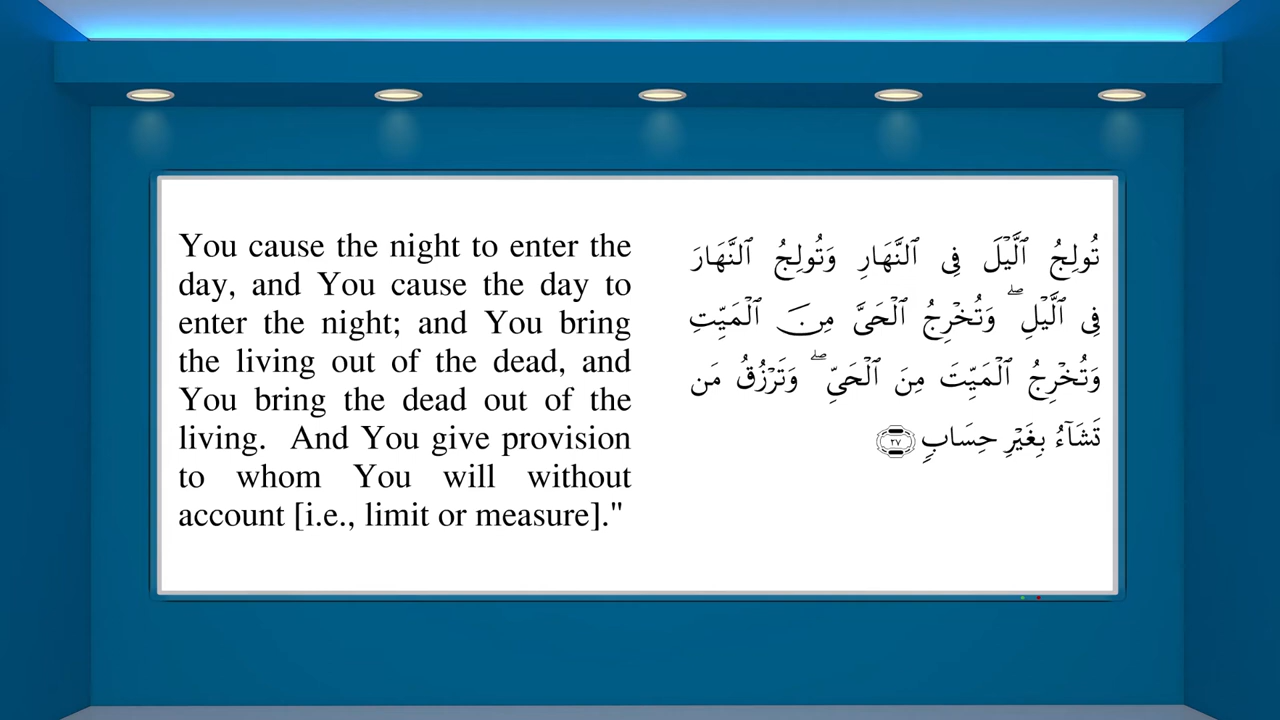 You cause the night to enter the
day, and You cause the day to
enter the night; and You bring
the living out of the dead, and
You bring the dead out of the
living.  And You give provision
to whom You will without
account [i.e., limit or measure]."
تُولِجُ ٱلَّيْلَ فِى ٱلنَّهَارِ وَتُولِجُ ٱلنَّهَارَ
فِى ٱلَّيْلِ ۖ وَتُخْرِجُ ٱلْحَىَّ مِنَ ٱلْمَيِّتِ
وَتُخْرِجُ ٱلْمَيِّتَ مِنَ ٱلْحَىِّ ۖ وَتَرْزُقُ مَن
تَشَآءُ بِغَيْرِ حِسَابٍ ٢٧